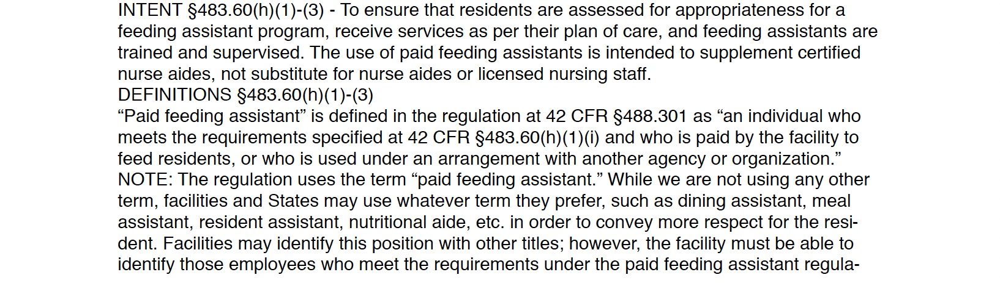 INTENT §483.60(h)(1)-(3) - To ensure that residents are assessed for appropriateness for a
feeding assistant program, receive services as per their plan of care, and feeding assistants are
trained and supervised. The use of paid feeding assistants is intended to supplement certified
nurse aides, not substitute for nurse aides or licensed nursing staff.
DEFINITIONS §483.60(h)(1)-(3)
“Paid feeding assistant” is defined in the regulation at 42 CFR §488.301 as “an individual who
meets the requirements specified at 42 CFR §483.60(h)(1)(i) and who is paid by the facility to
feed residents, or who is used under an arrangement with another agency or organization.”
NOTE: The regulation uses the term “paid feeding assistant.” While we are not using any other
term, facilities and States may use whatever term they prefer, such as dining assistant, meal
assistant, resident assistant, nutritional aide, etc. in order to convey more respect for the resi-
dent. Facilities may identify this position with other titles; however, the facility must be able to
identify those employees who meet the requirements under the paid feeding assistant regula-